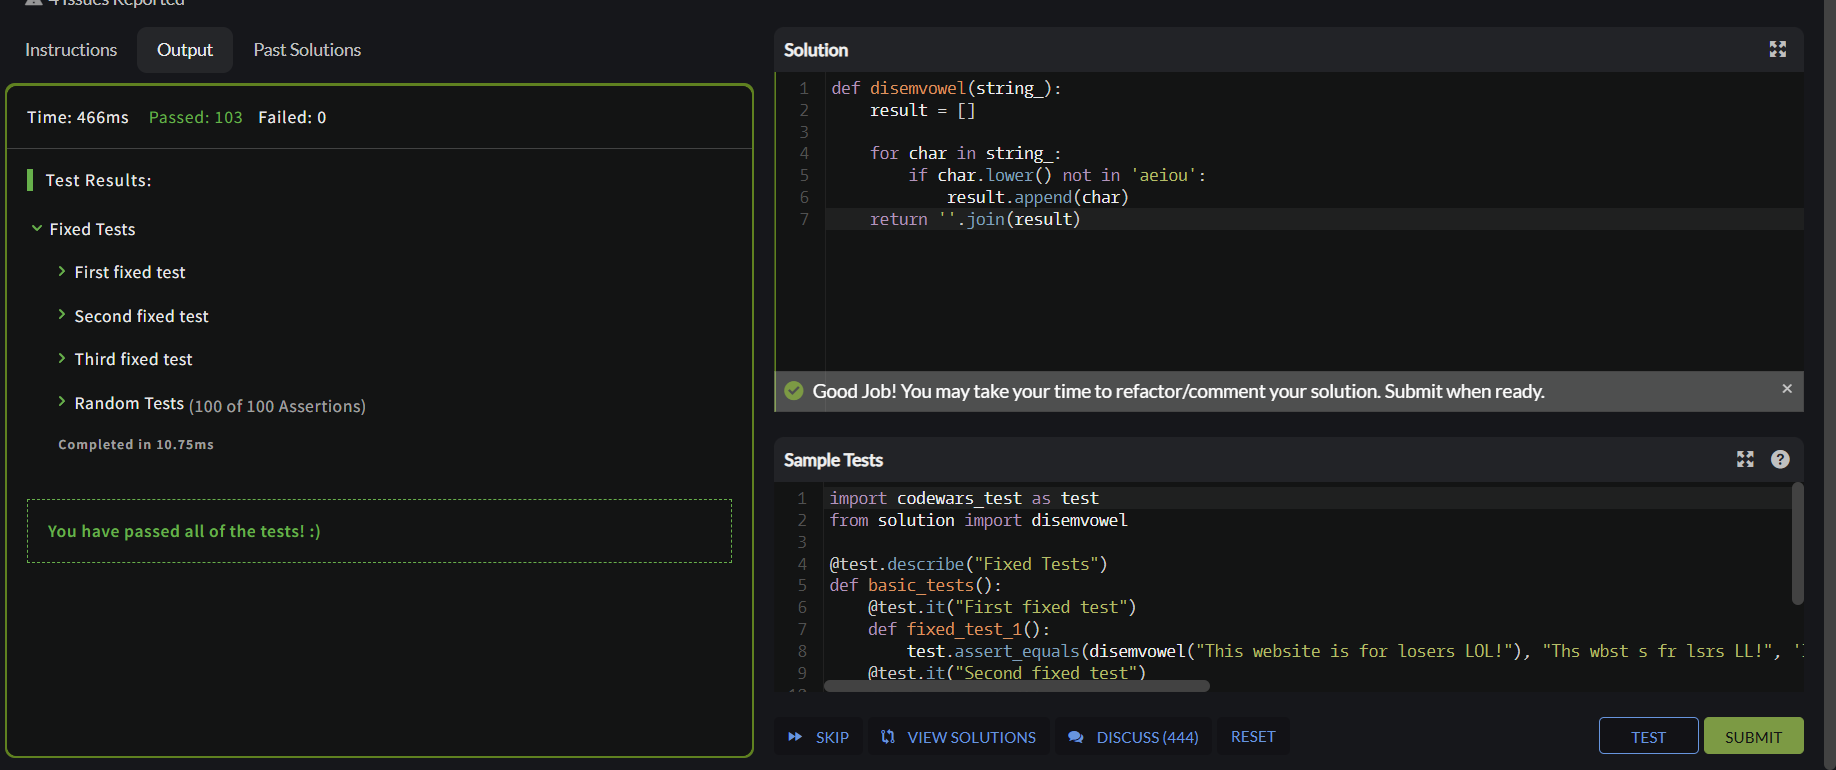 4 Issues Reported
Instructions Output Past Solutions
Time: 466ms Passed: 103 Failed: 0
Test Results:
Fixed Tests
First fixed test
Second fixed test
Third fixed test
Random Tests (100 of 100 Assertions)
Completed in 10.75ms
You have passed all of the tests! :)
Solution
1 def disemvowel(string_):
2     result = []
3
4     for char in string_:
5         if char.lower() not in 'aeiou':
6             result.append(char)
7     return ''.join(result)
Good Job! You may take your time to refactor/comment your solution. Submit when ready.
Sample Tests
1 import codewars_test as test
2 from solution import disemvowel
3
4 @test.describe("Fixed Tests")
5 def basic_tests():
6     @test.it("First fixed test")
7     def fixed_test_1():
8         test.assert_equals(disemvowel("This website is for losers LOL!"), "Ths wbst s fr lsrs LL!", '
9     @test.it("Second fixed test")
10
SKIP VIEW SOLUTIONS DISCUSS (444) RESET TEST SUBMIT